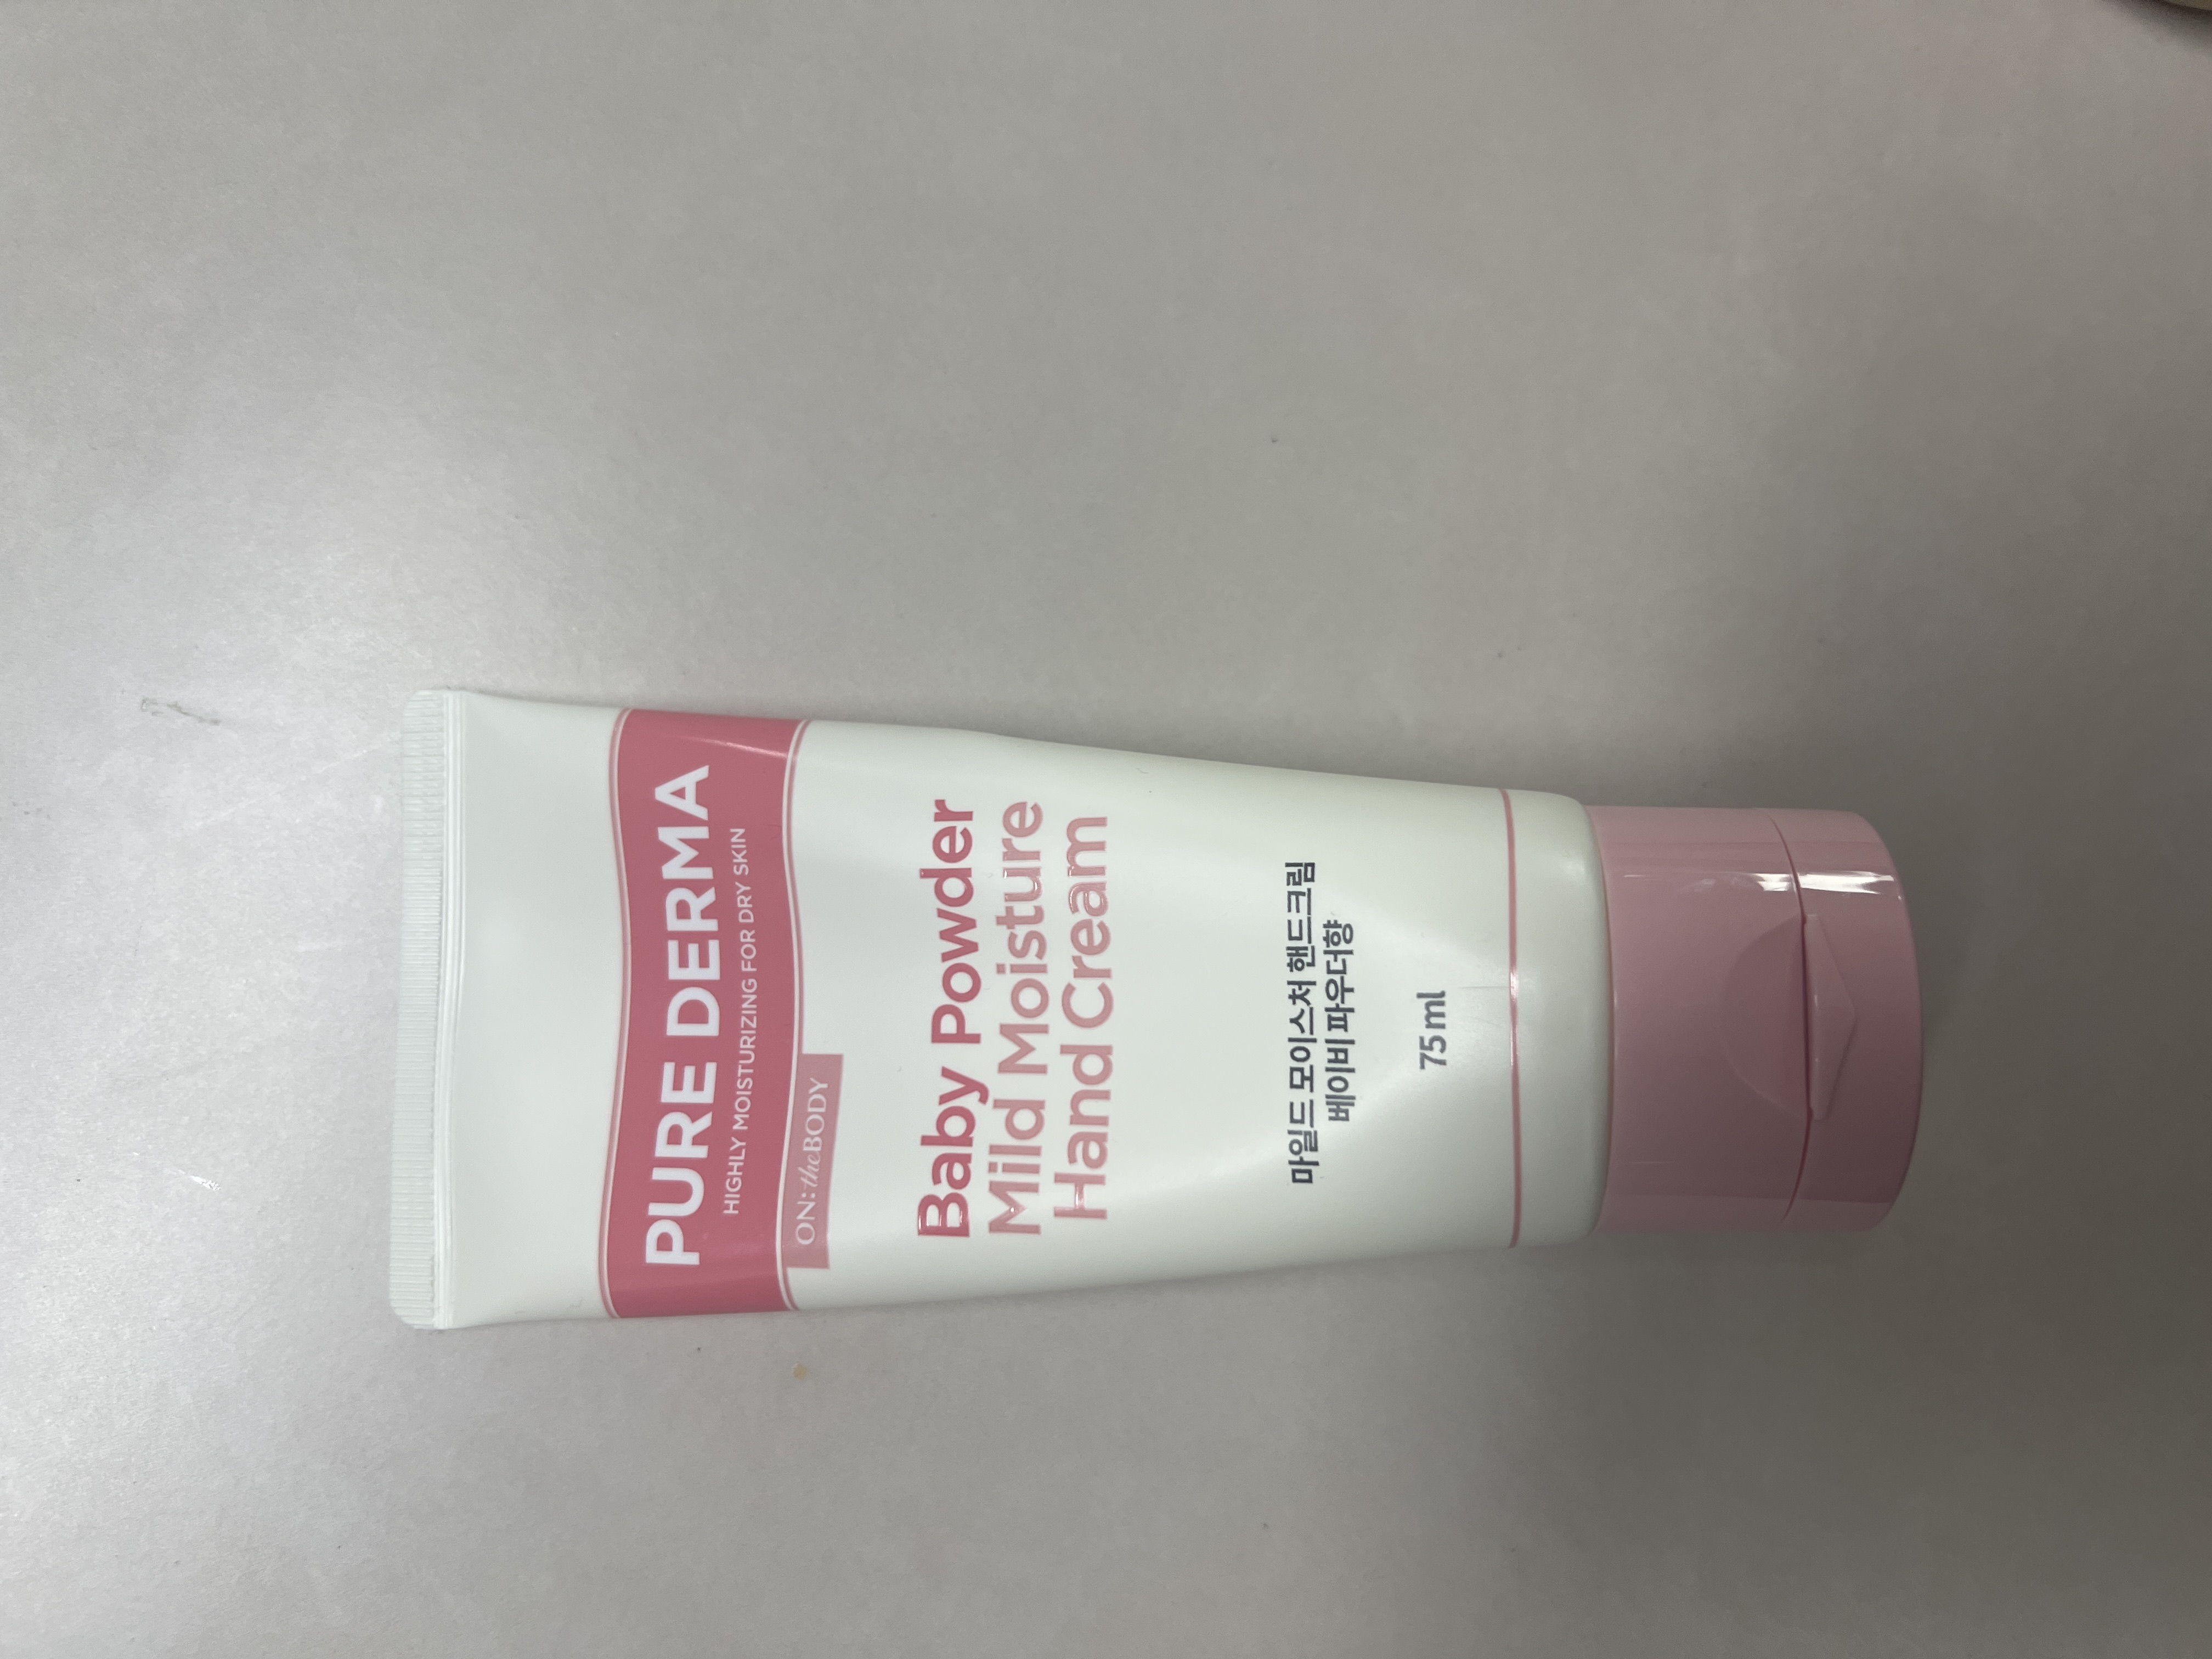 PURE DERMA
HIGHLY MOISTURIZING FOR DRY SKIN
ON:theBODY
Baby Powder
Mild Moisture
Hand Cream
마일드 모이스처 핸드크림
베이비 파우더향
75ml